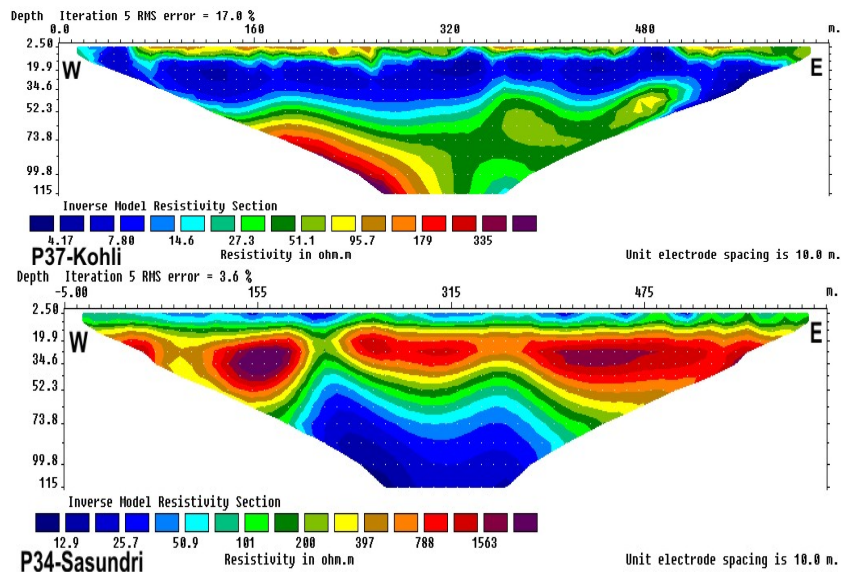 Depth Iteration 5 RMS error = 17.0 %
0.0 160 320 480 m.
2.50
19.9
34.6
52.3
73.8
99.8
115
W E
Inverse Model Resistivity Section
4.17 7.80 14.6 27.3 51.1 95.7 179 335
P37-Kohli Resistivity in ohm.m Unit electrode spacing is 10.0 m.
Depth Iteration 5 RMS error = 3.6 %
-5.00 155 315 475 m.
2.50
19.9
34.6
52.3
73.8
99.8
115
W E
Inverse Model Resistivity Section
12.9 25.7 50.9 101 200 397 788 1563
P34-Sasundri Resistivity in ohm.m Unit electrode spacing is 10.0 m.